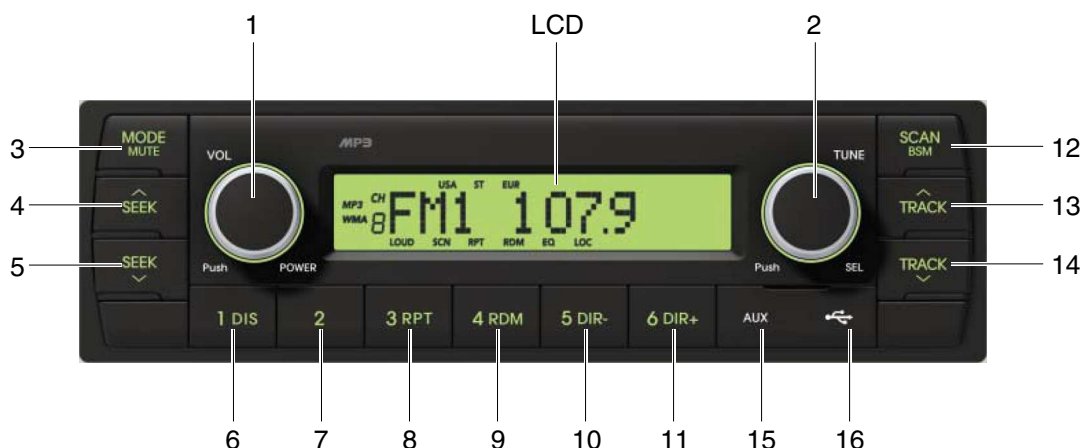 1 LCD 2
3 MODE MUTE VOL MP3 TUNE SCAN BSM 12
4 SEEK USA ST EUR TRACK 13
MP3 CH FM1 107.9
WMA 8
LOUD SCN RPT RDM EQ LOC
5 SEEK Push POWER Push SEL TRACK 14
1 DIS 2 3 RPT 4 RDM 5 DIR- 6 DIR+ AUX
6 7 8 9 10 11 15 16